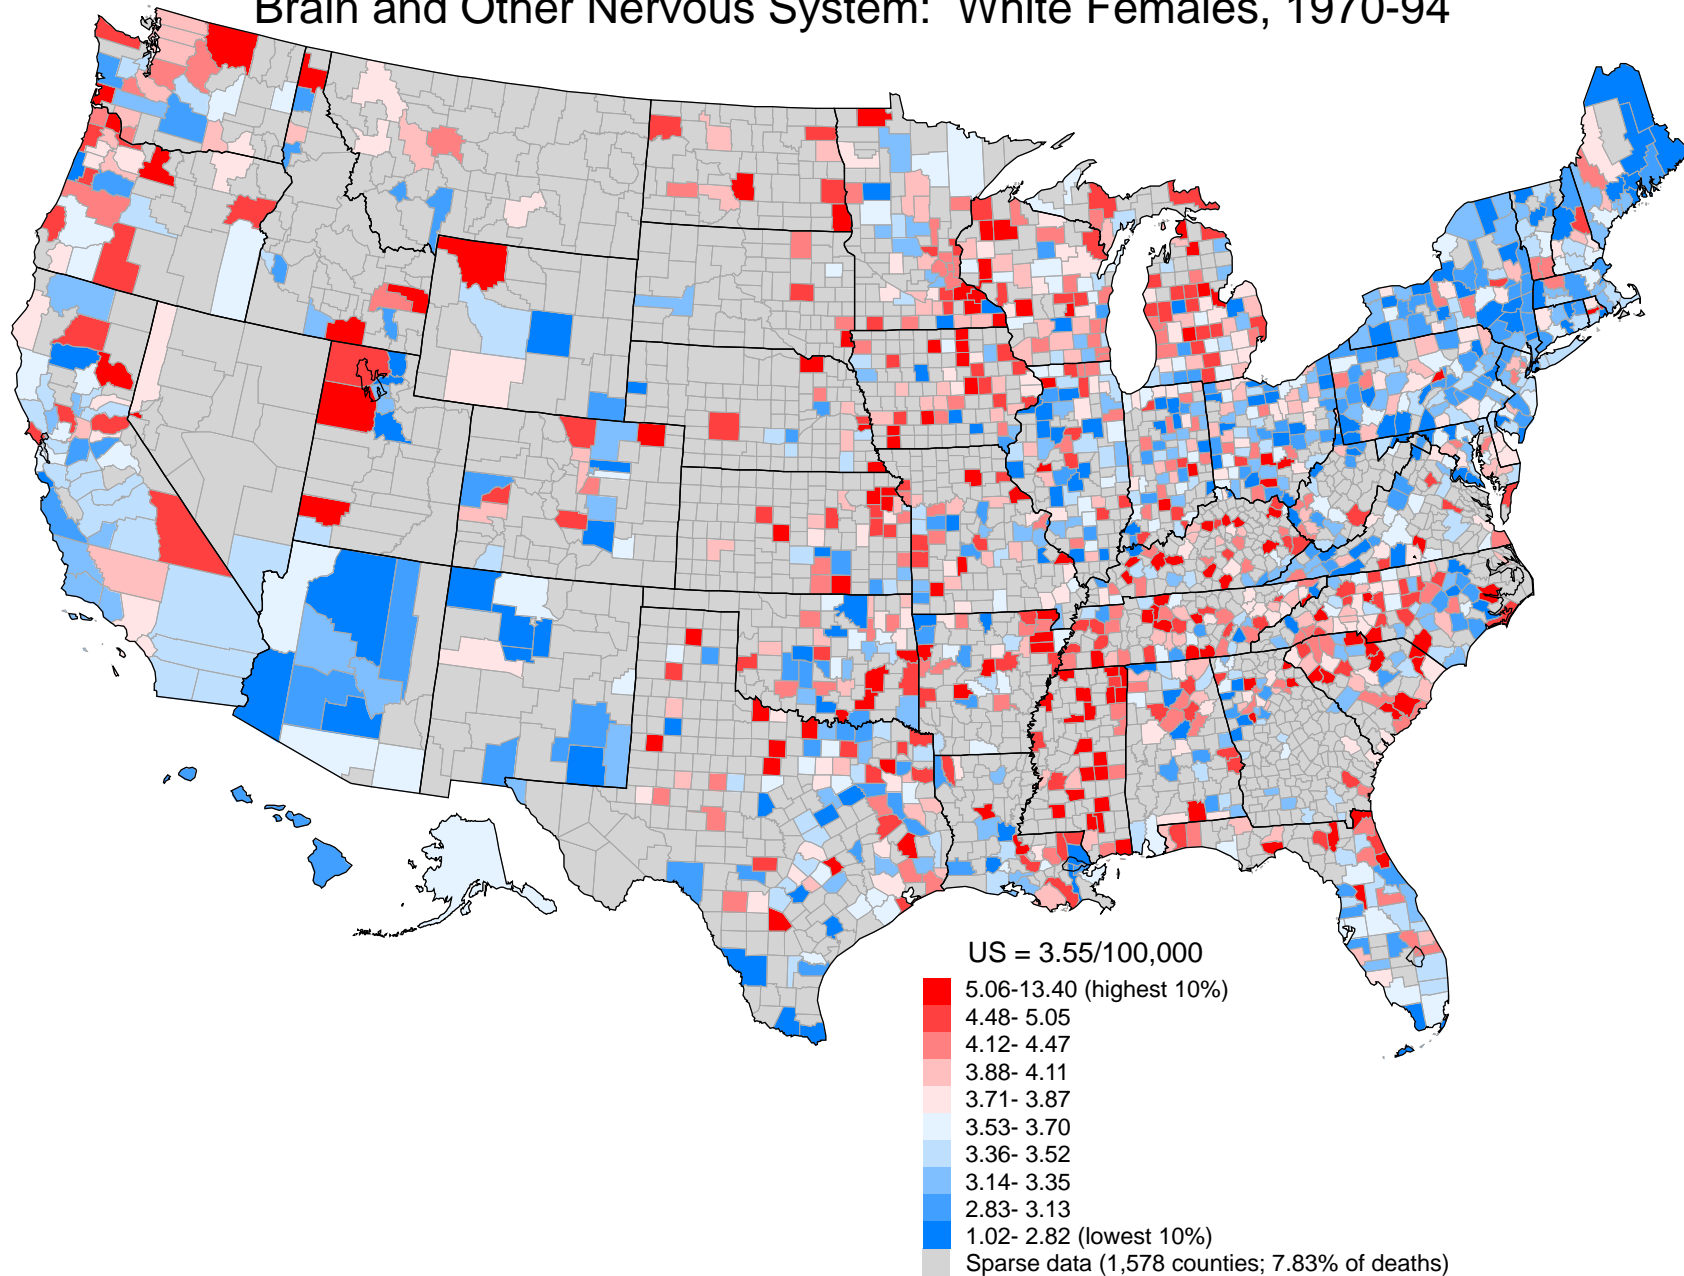 Brain and Other Nervous System: White Females, 1970-94
US = 3.55/100,000
5.06-13.40 (highest 10%)
4.48- 5.05
4.12- 4.47
3.88- 4.11
3.71- 3.87
3.53- 3.70
3.36- 3.52
3.14- 3.35
2.83- 3.13
1.02- 2.82 (lowest 10%)
Sparse data (1,578 counties; 7.83% of deaths)